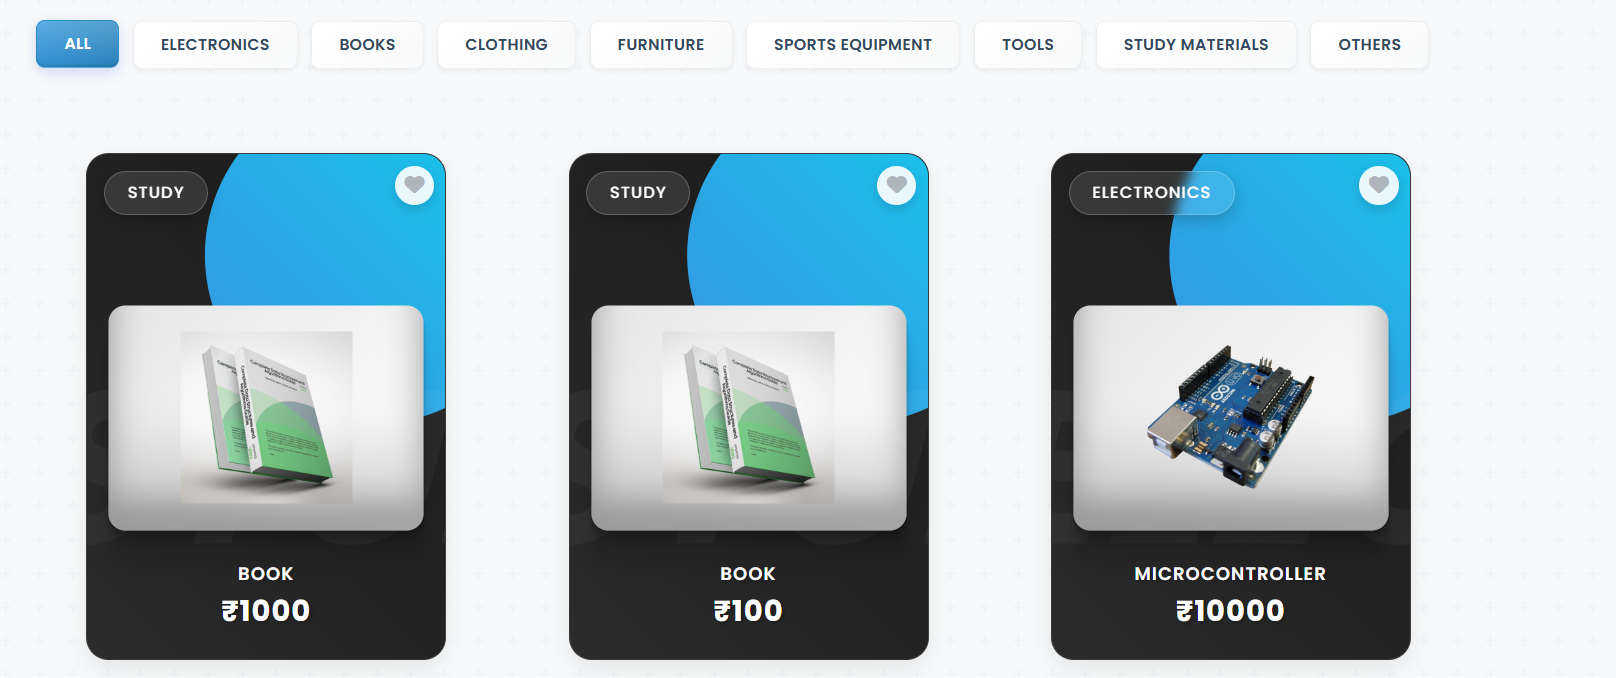 ALL
ELECTRONICS
BOOKS
CLOTHING
FURNITURE
SPORTS EQUIPMENT
TOOLS
STUDY MATERIALS
OTHERS
STUDY
BOOK
₹1000
STUDY
BOOK
₹100
ELECTRONICS
MICROCONTROLLER
₹10000